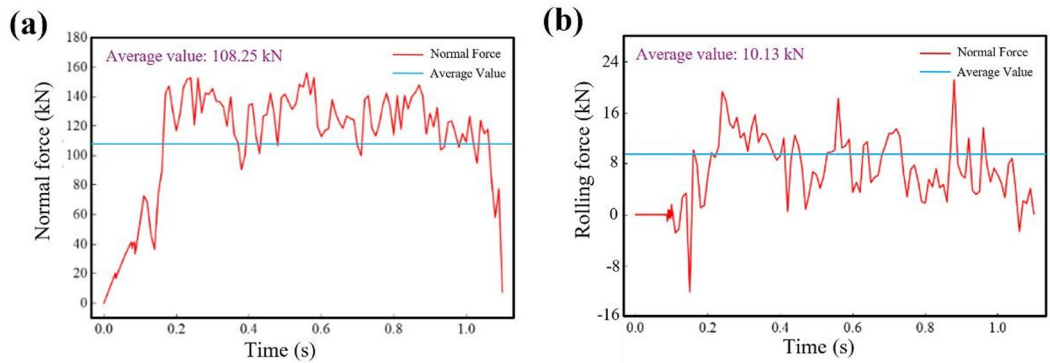 (a)
Average value: 108.25 kN
Normal Force
Average Value
Normal force (kN)
180
160
140
120
100
80
60
40
20
0
0.0 0.2 0.4 0.6 0.8 1.0
Time (s)
(b)
Average value: 10.13 kN
Normal Force
Average Value
Rolling force (kN)
24
16
8
0
-8
-16
0.0 0.2 0.4 0.6 0.8 1.0
Time (s)